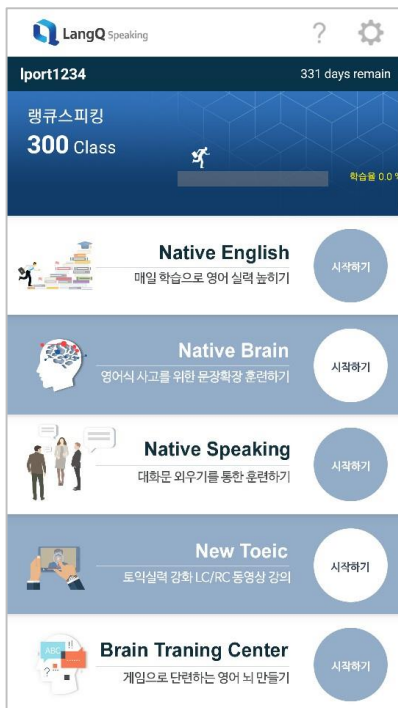 LangQ Speaking ?
lport1234 331 days remain
랭큐스피킹
300 Class
학습율 0.0 %
Native English
매일 학습으로 영어 실력 높히기
시작하기
Native Brain
영어식 사고를 위한 문장확장 훈련하기
시작하기
Native Speaking
대화문 외우기를 통한 훈련하기
시작하기
New Toeic
토익실력 강화 LC/RC 동영상 강의
시작하기
ABC
?
Brain Traning Center
게임으로 단련하는 영어 뇌 만들기
시작하기